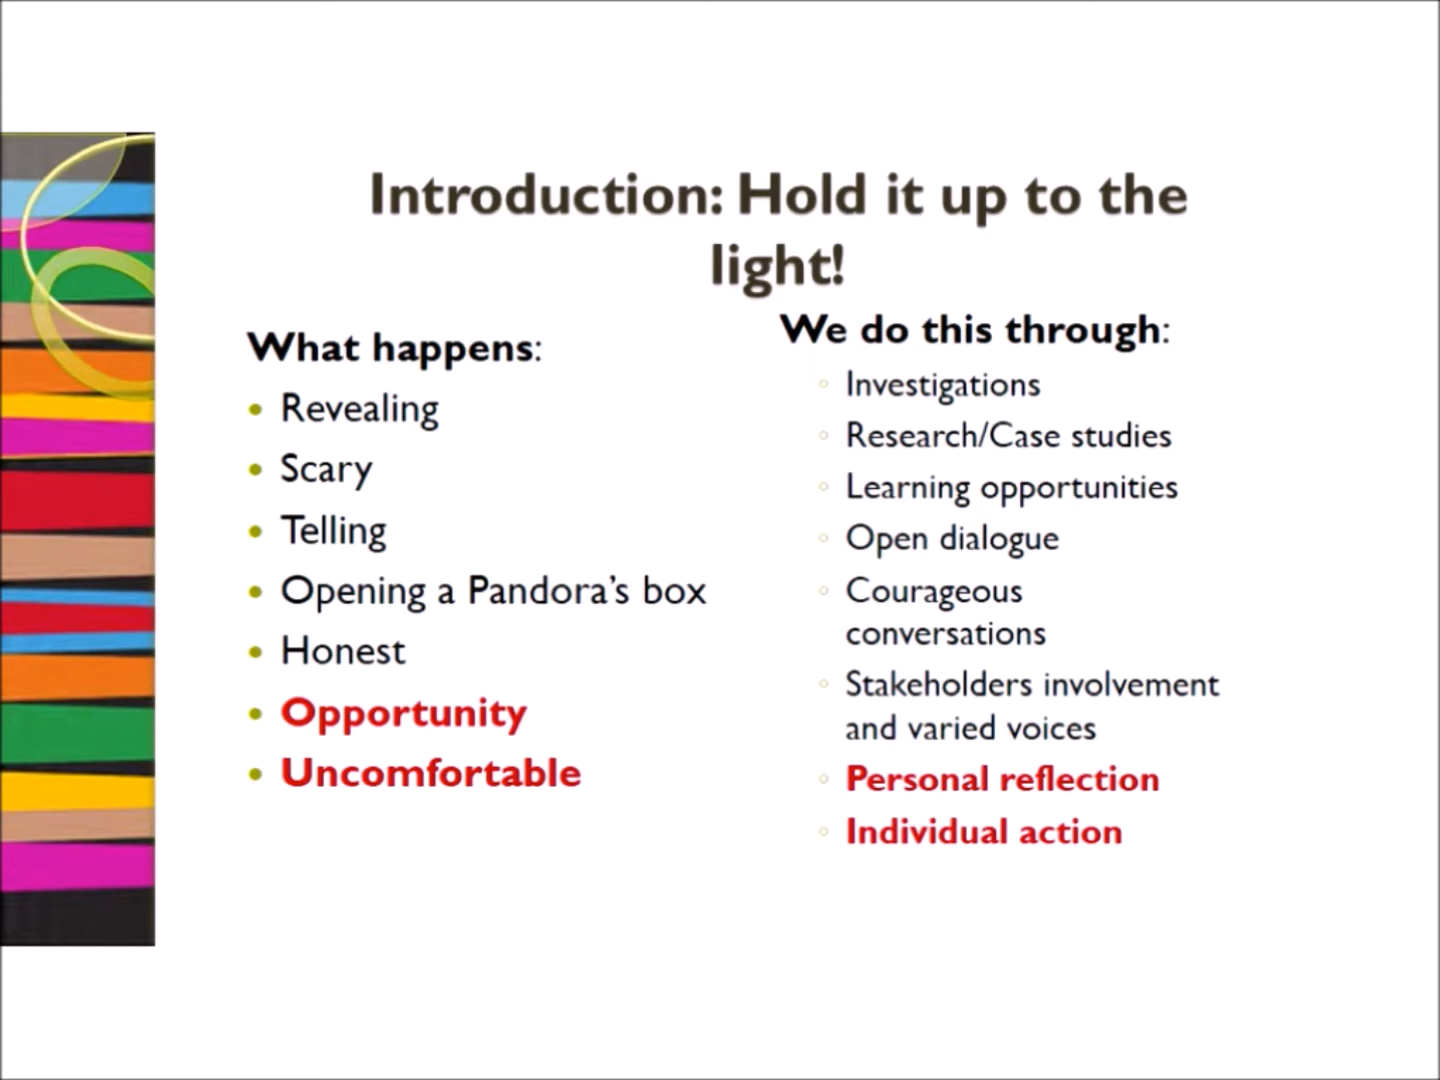 Introduction: Hold it up to the
light!
What happens:
• Revealing
• Scary
• Telling
• Opening a Pandora’s box
• Honest
• Opportunity
• Uncomfortable
We do this through:
◦ Investigations
◦ Research/Case studies
◦ Learning opportunities
◦ Open dialogue
◦ Courageous
conversations
◦ Stakeholders involvement
and varied voices
◦ Personal reflection
◦ Individual action